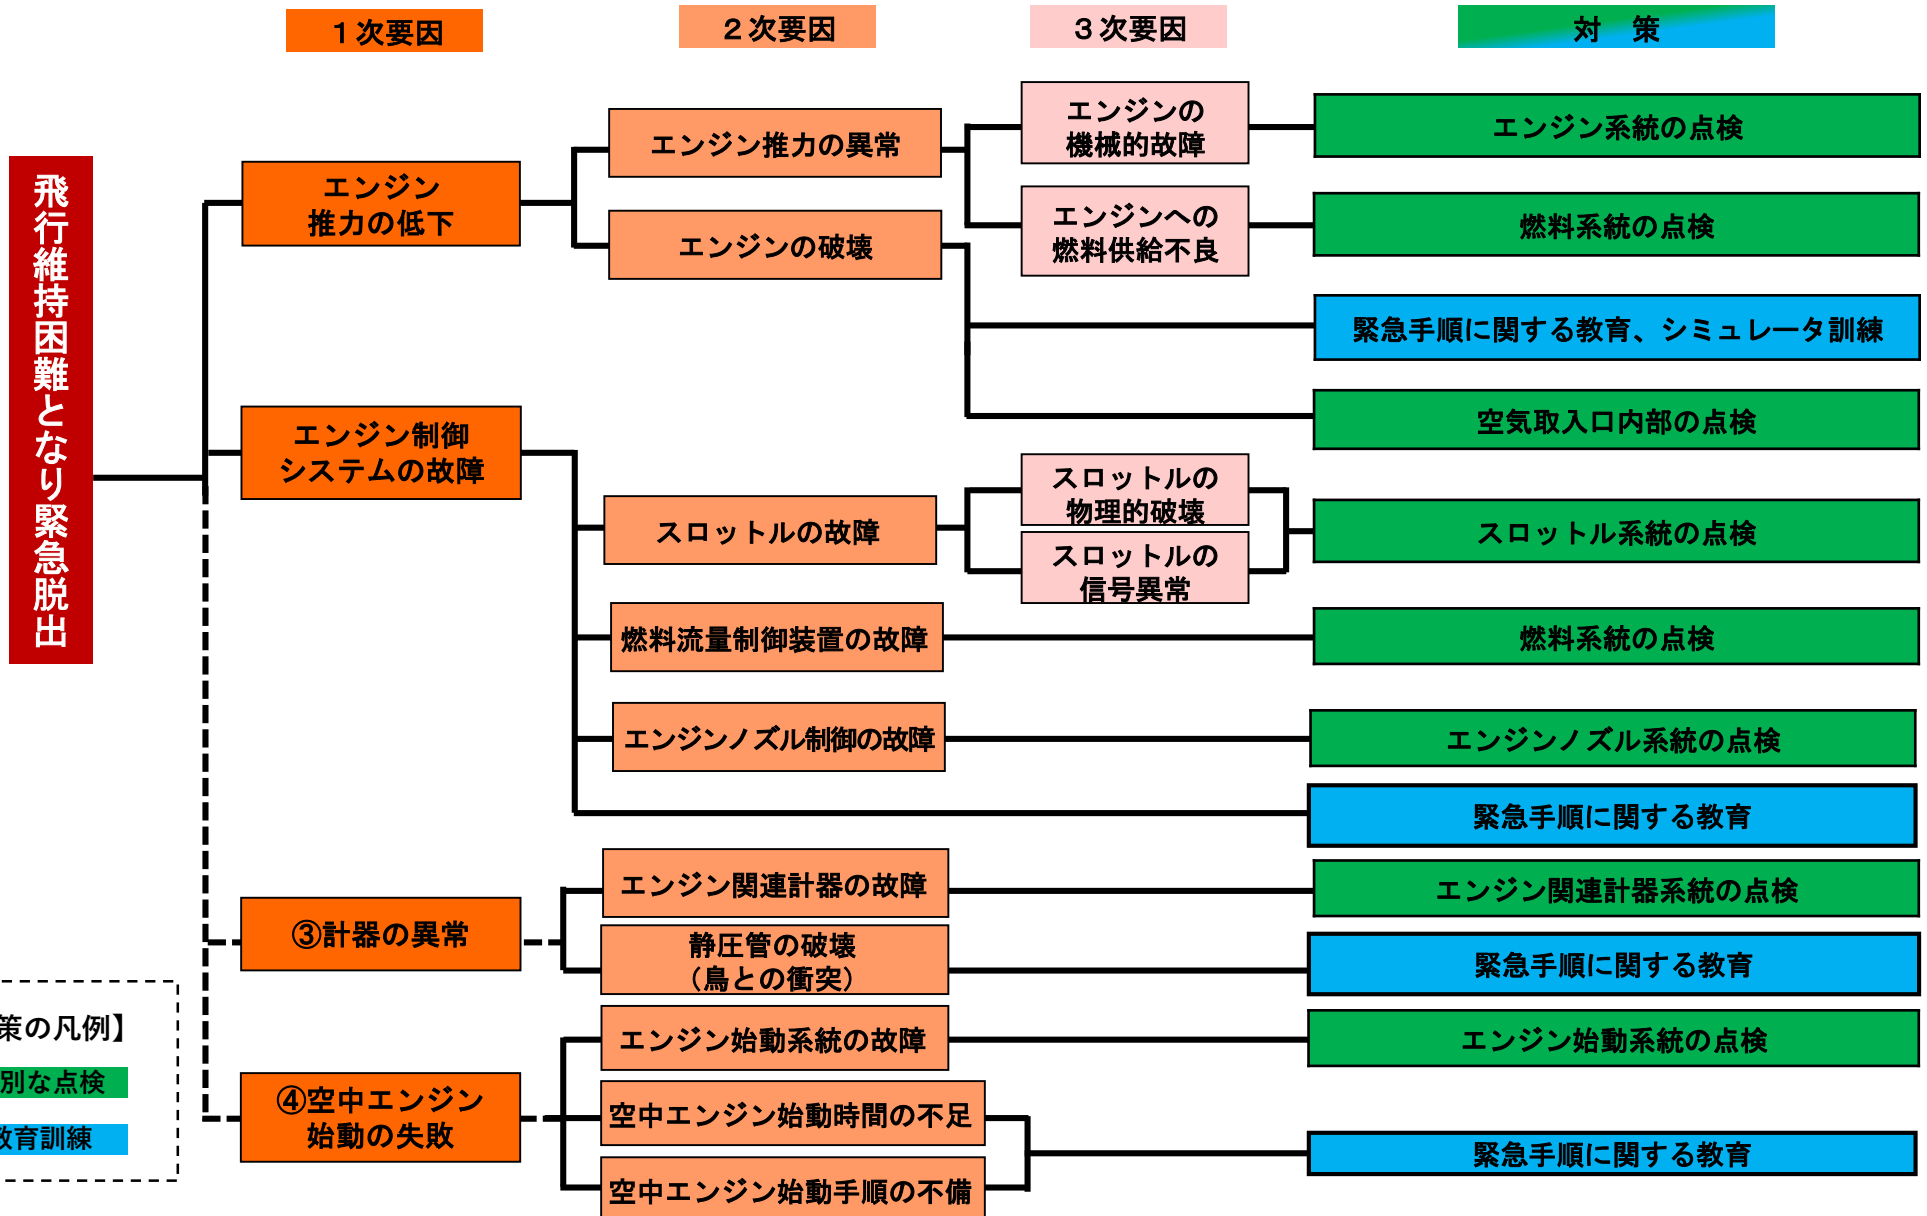 １次要因
２次要因
３次要因
対　策
飛行維持困難となり緊急脱出
エンジン
推力の低下
エンジン推力の異常
エンジンの
機械的故障
エンジン系統の点検
エンジンへの
燃料供給不良
燃料系統の点検
エンジンの破壊
緊急手順に関する教育、シミュレータ訓練
空気取入口内部の点検
エンジン制御
システムの故障
スロットルの故障
スロットルの
物理的破壊
スロットルの
信号異常
スロットル系統の点検
燃料流量制御装置の故障
燃料系統の点検
エンジンノズル制御の故障
エンジンノズル系統の点検
緊急手順に関する教育
③計器の異常
エンジン関連計器の故障
エンジン関連計器系統の点検
静圧管の破壊
（鳥との衝突）
緊急手順に関する教育
④空中エンジン
始動の失敗
エンジン始動系統の故障
エンジン始動系統の点検
空中エンジン始動時間の不足
空中エンジン始動手順の不備
緊急手順に関する教育
策の凡例】
別な点検
教育訓練